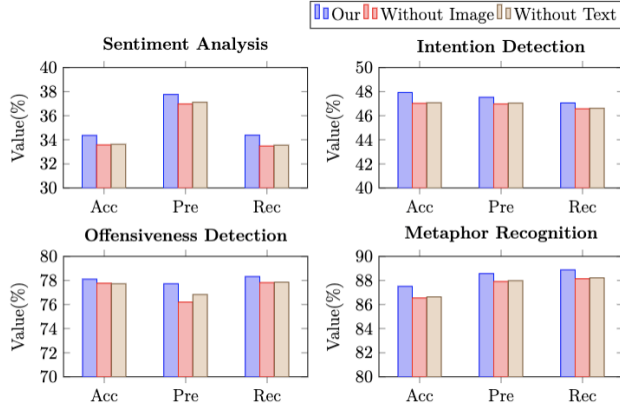 Our Without Image Without Text
Sentiment Analysis
Value(%)
40
38
36
34
32
30
Acc Pre Rec
Intention Detection
Value(%)
50
48
46
44
42
40
Acc Pre Rec
Offensiveness Detection
Value(%)
80
78
76
74
72
70
Acc Pre Rec
Metaphor Recognition
Value(%)
90
88
86
84
82
80
Acc Pre Rec